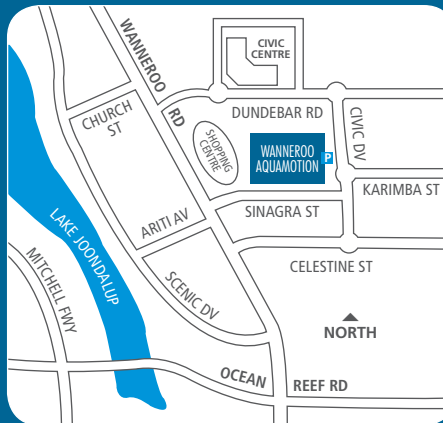 CIVIC
CENTRE
WANNEROO
RD
DUNDEBAR RD
CHURCH
ST
SHOPPING
CENTRE
WANNEROO
AQUAMOTION
P
CIVIC DV
KARIMBA ST
SINAGRA ST
ARITI AV
LAKE JOONDALUP
MITCHELL FWY
SCENIC DV
CELESTINE ST
NORTH
OCEAN
REEF RD